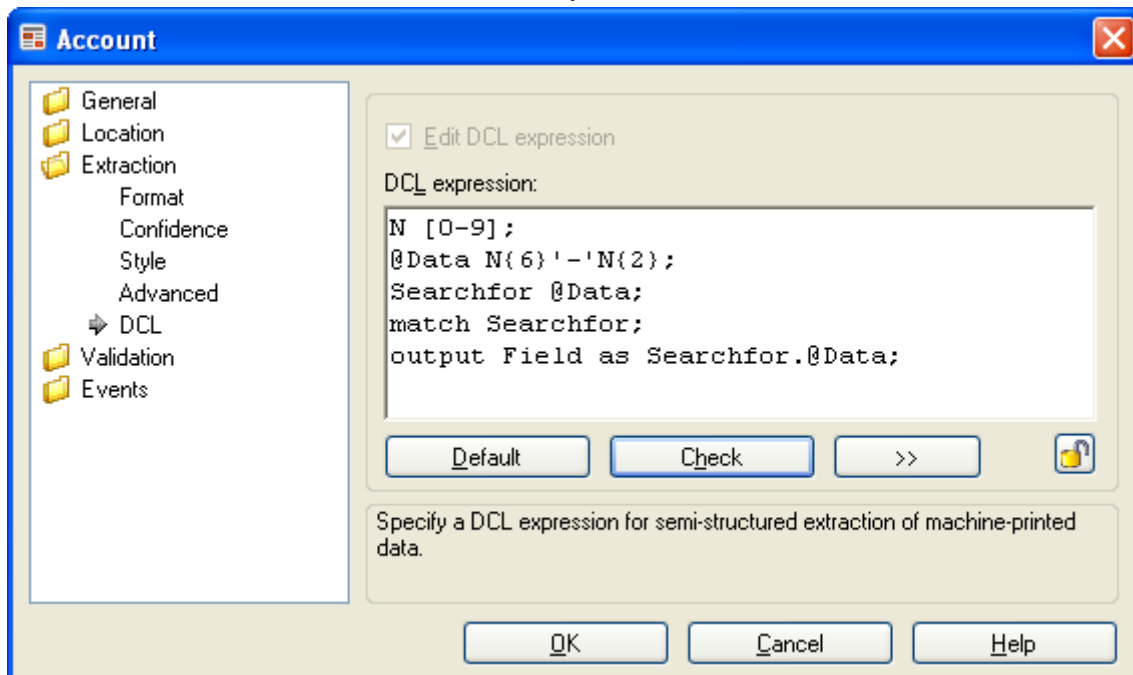 Account
General
Location
Extraction
Format
Confidence
Style
Advanced
DCL
Validation
Events
Edit DCL expression
DCL expression:
N [0-9];
@Data N{6}'-'N{2};
Searchfor @Data;
match Searchfor;
output Field as Searchfor.@Data;
Default Check >>
Specify a DCL expression for semi-structured extraction of machine-printed
data.
OK Cancel Help